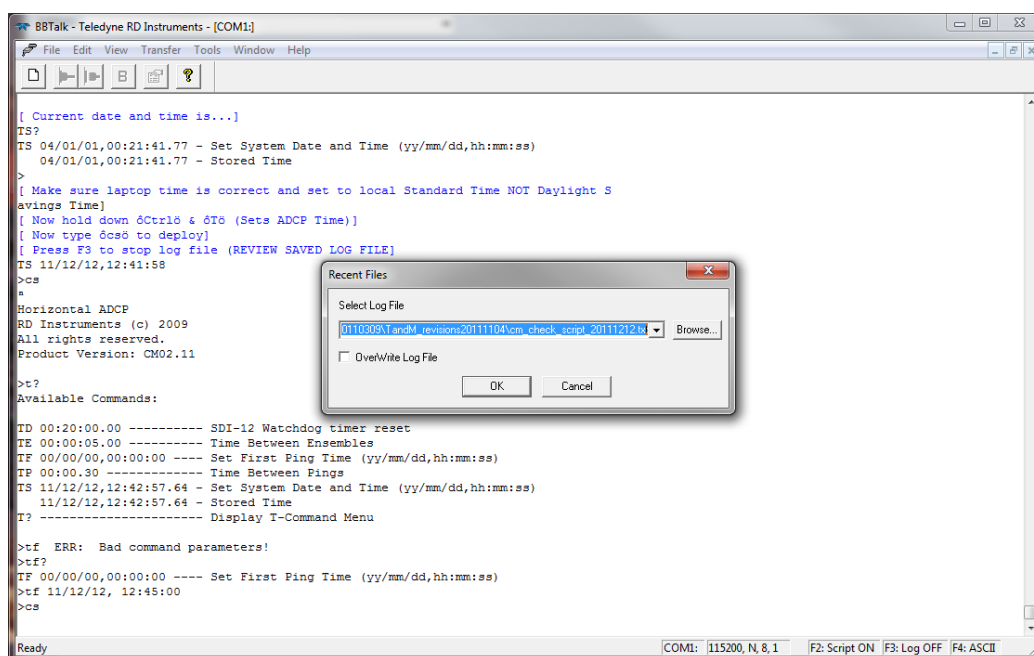 BBTalk - Teledyne RD Instruments - [COM1:]
File Edit View Transfer Tools Window Help
B ?
[ Current date and time is...]
TS?
TS 04/01/01,00:21:41.77 - Set System Date and Time (yy/mm/dd,hh:mm:ss)
04/01/01,00:21:41.77 - Stored Time
>
[ Make sure laptop time is correct and set to local Standard Time NOT Daylight S
avings Time]
[ Now hold down ôCtrlö & ôTö (Sets ADCP Time)]
[ Now type ôcsö to deploy]
[ Press F3 to stop log file (REVIEW SAVED LOG FILE]
TS 11/12/12,12:41:58
>cs
Horizontal ADCP
RD Instruments (c) 2009
All rights reserved.
Product Version: CM02.11
>t?
Available Commands:
TD 00:20:00.00 ---------- SDI-12 Watchdog timer reset
TE 00:00:05.00 ---------- Time Between Ensembles
TF 00/00/00,00:00:00 ---- Set First Ping Time (yy/mm/dd,hh:mm:ss)
TP 00:00.30 ------------- Time Between Pings
TS 11/12/12,12:42:57.64 - Set System Date and Time (yy/mm/dd,hh:mm:ss)
11/12/12,12:42:57.64 - Stored Time
T? ---------------------- Display T-Command Menu
>tf ERR: Bad command parameters!
>tf?
TF 00/00/00,00:00:00 ---- Set First Ping Time (yy/mm/dd,hh:mm:ss)
>tf 11/12/12, 12:45:00
>cs
Recent Files
Select Log File
0110309\TandM_revisions20111104\cm_check_script_20111212.tx
Browse...
OverWrite Log File
OK Cancel
Ready COM1: 115200, N, 8, 1 F2: Script ON F3: Log OFF F4: ASCII